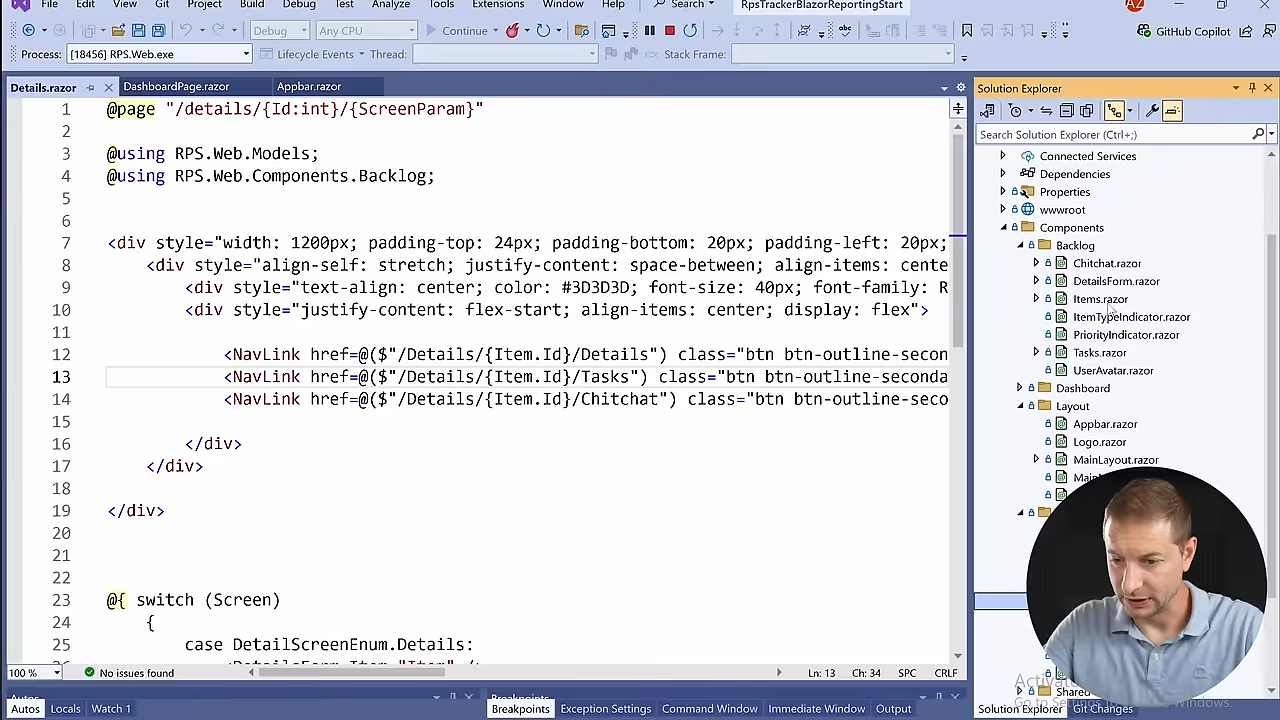 File Edit View Git Project Build Debug Test Analyze Tools Extensions Window Help Search RpsTrackerBlazorReportingStart AZ
Debug Any CPU Continue GitHub Copilot
Process: [18456] RPS.Web.exe Lifecycle Events Thread: Stack Frame:
Details.razor DashboardPage.razor Appbar.razor
1 @page "/details/{Id:int}/{ScreenParam}"
2
3 @using RPS.Web.Models;
4 @using RPS.Web.Components.Backlog;
5
6
7 <div style="width: 1200px; padding-top: 24px; padding-bottom: 20px; padding-left: 20px;
8 <div style="align-self: stretch; justify-content: space-between; align-items: cente
9 <div style="text-align: center; color: #3D3D3D; font-size: 40px; font-family: R
10 <div style="justify-content: flex-start; align-items: center; display: flex">
11
12 <NavLink href=@($"/Details/{Item.Id}/Details") class="btn btn-outline-secon
13 <NavLink href=@($"/Details/{Item.Id}/Tasks") class="btn btn-outline-seconda
14 <NavLink href=@($"/Details/{Item.Id}/Chitchat") class="btn btn-outline-seco
15
16 </div>
17 </div>
18
19 </div>
20
21
22
23 @{ switch (Screen)
24 {
25 case DetailScreenEnum.Details:
26 <DetailsForm Item="Item" />
100 % No issues found Ln: 13 Ch: 34 SPC CRLF
Autos Breakpoints
Autos Locals Watch 1 Breakpoints Exception Settings Command Window Immediate Window Output
Solution Explorer
Search Solution Explorer (Ctrl+;)
Connected Services
Dependencies
Properties
wwwroot
Components
Backlog
Chitchat.razor
DetailsForm.razor
Items.razor
ItemTypeIndicator.razor
PriorityIndicator.razor
Tasks.razor
UserAvatar.razor
Dashboard
Layout
Appbar.razor
Logo.razor
MainLayout.razor
Shared
Solution Explorer Git Changes